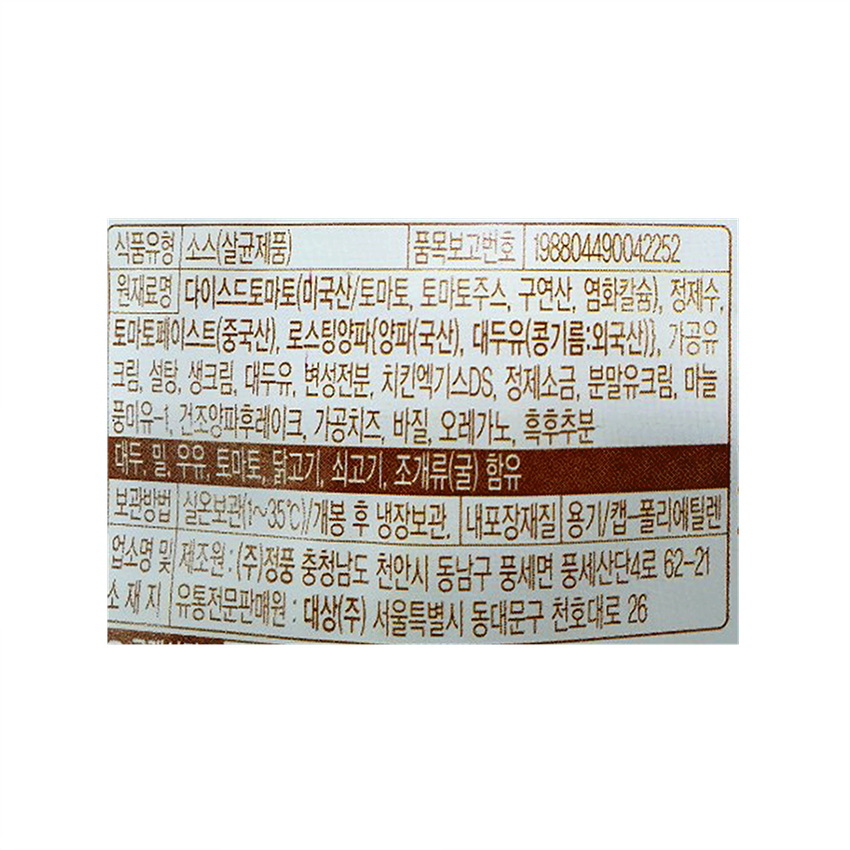 식품유형 소스(살균제품) 품목보고번호 198804490042252
원재료명 다이스드토마토(미국산/토마토, 토마토주스, 구연산, 염화칼슘), 정제수,
토마토페이스트(중국산), 로스팅양파{양파(국산), 대두유(콩기름:외국산)}, 가공유
크림, 설탕, 생크림, 대두유, 변성전분, 치킨엑기스DS, 정제소금, 분말유크림, 마늘
풍미유-1, 건조양파후레이크, 가공치즈, 바질, 오레가노, 흑후추분
대두, 밀, 우유, 토마토, 닭고기, 쇠고기, 조개류(굴) 함유
보관방법 실온보관(1~35℃)/개봉 후 냉장보관, 내포장재질 용기/캡-폴리에틸렌
업소명 및 제조원 : (주)정풍 충청남도 천안시 동남구 풍세면 풍세산단4로 62-21
소 재 지 유통전문판매원 : 대상(주) 서울특별시 동대문구 천호대로 26